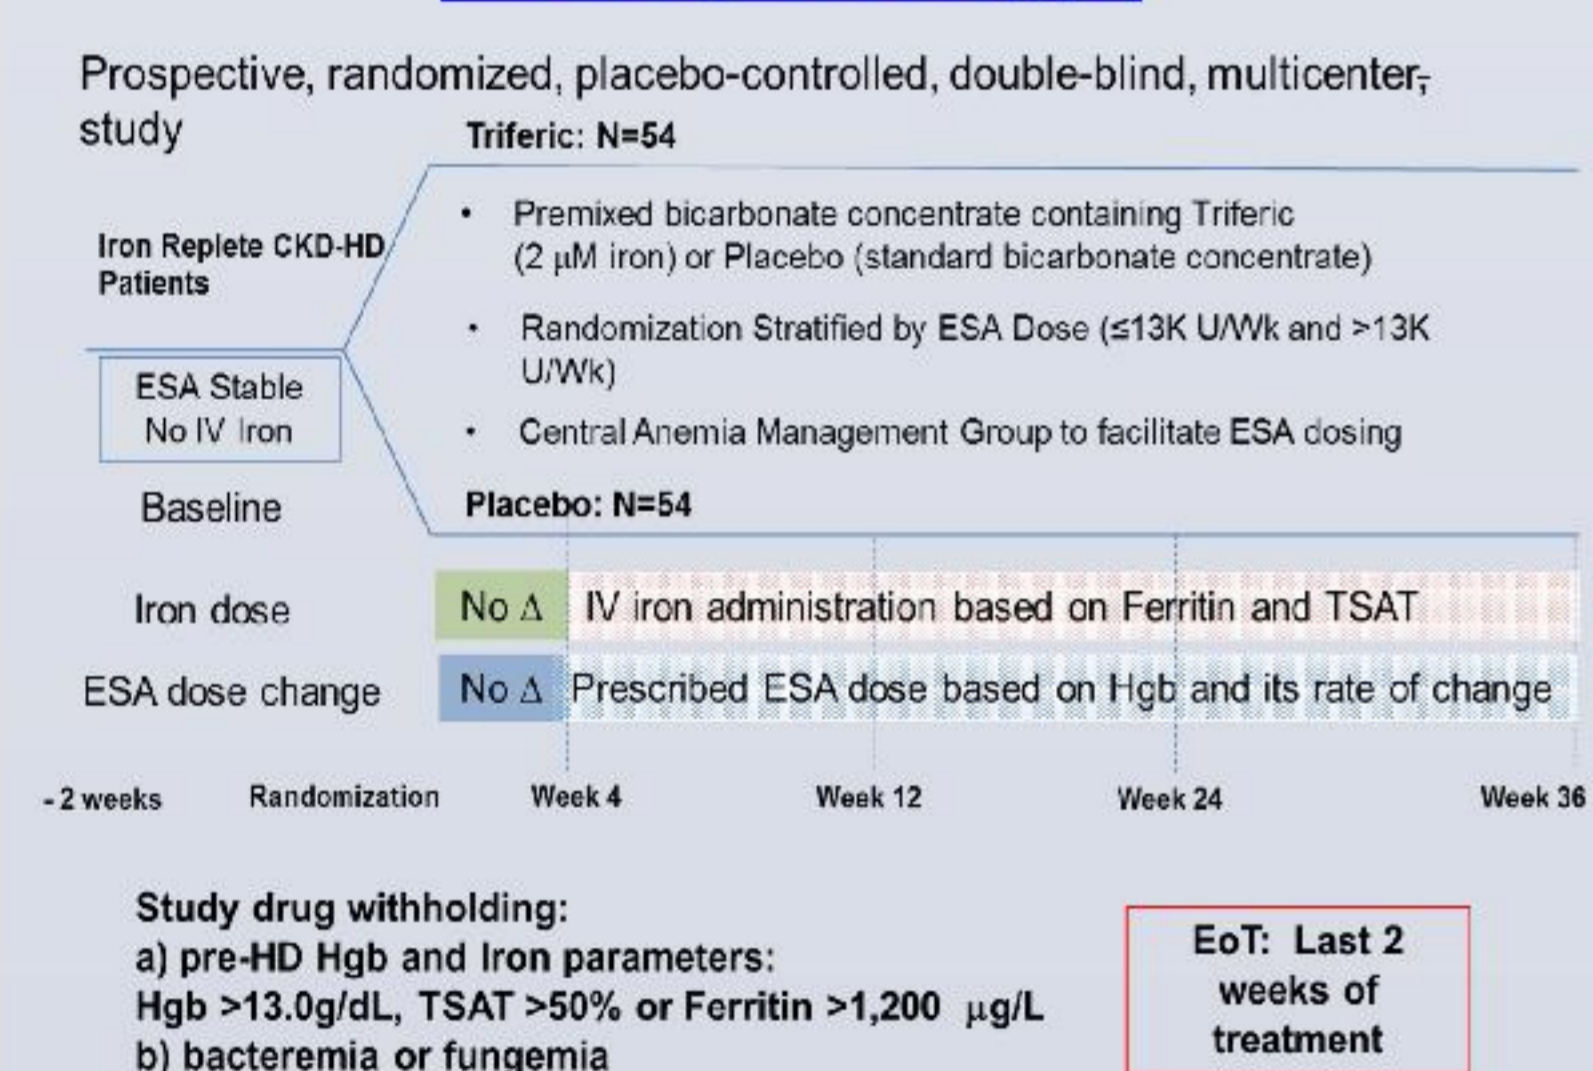 Prospective, randomized, placebo-controlled, double-blind, multicenter,
study
Triferic: N=54
Iron Replete CKD-HD
Patients
• Premixed bicarbonate concentrate containing Triferic
(2 μM iron) or Placebo (standard bicarbonate concentrate)
• Randomization Stratified by ESA Dose (≤13K U/Wk and >13K
U/Wk)
• Central Anemia Management Group to facilitate ESA dosing
ESA Stable
No IV Iron
Baseline
Placebo: N=54
Iron dose
No Δ
IV iron administration based on Ferritin and TSAT
ESA dose change
No Δ
Prescribed ESA dose based on Hgb and its rate of change
- 2 weeks
Randomization
Week 4
Week 12
Week 24
Week 36
Study drug withholding:
a) pre-HD Hgb and Iron parameters:
Hgb >13.0g/dL, TSAT >50% or Ferritin >1,200 μg/L
b) bacteremia or fungemia
EoT: Last 2
weeks of
treatment